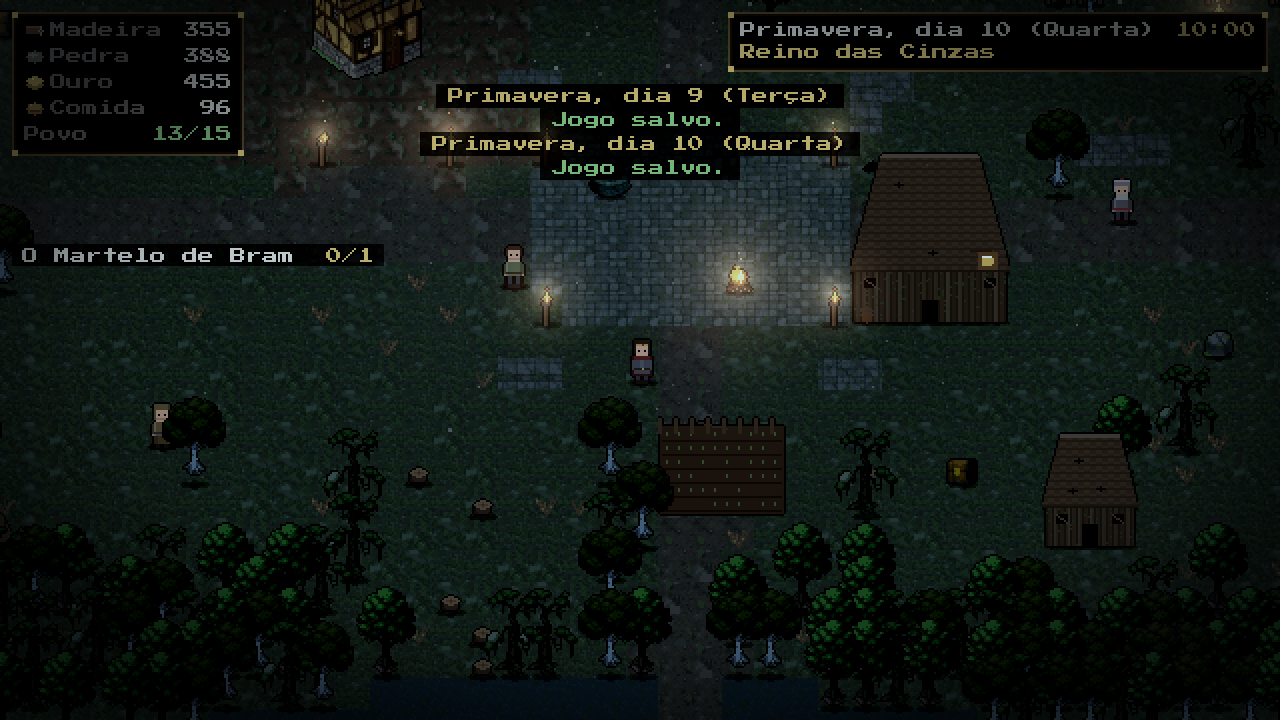 Madeira 355
Pedra 388
Ouro 455
Comida 96
Povo 13/15
Primavera, dia 10 (Quarta) 10:00
Reino das Cinzas
Primavera, dia 9 (Terça)
Jogo salvo.
Primavera, dia 10 (Quarta)
Jogo salvo.
O Martelo de Bram 0/1